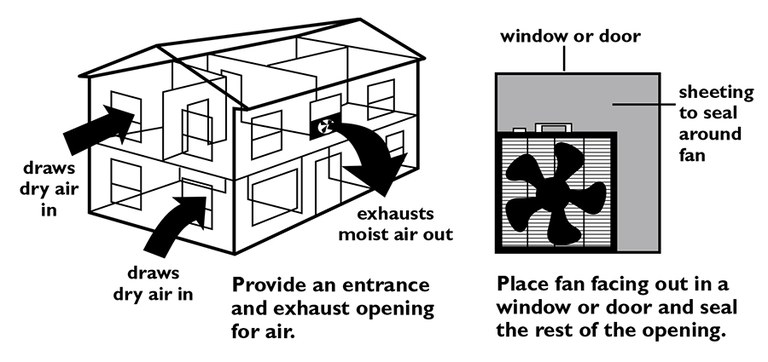 draws
dry air
in
draws
dry air in
exhausts
moist air out
Provide an entrance
and exhaust opening
for air.
window or door
sheeting
to seal
around
fan
Place fan facing out in a
window or door and seal
the rest of the opening.